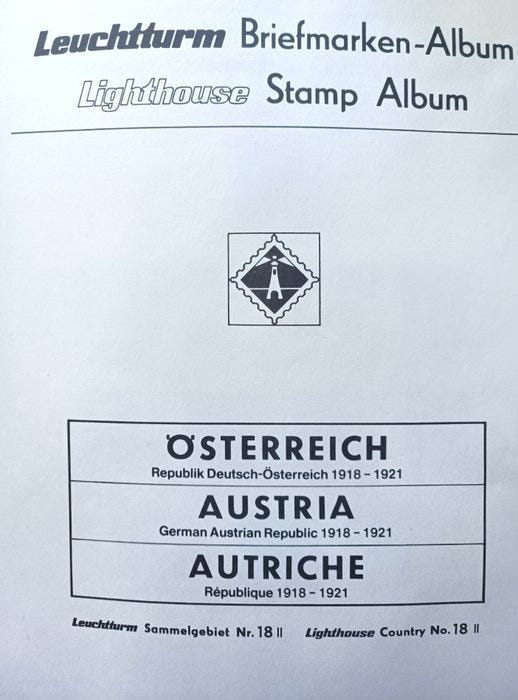 Leuchtturm Briefmarken-Album
Lighthouse Stamp Album
ÖSTERREICH
Republik Deutsch-Österreich 1918 – 1921
AUSTRIA
German Austrian Republic 1918 – 1921
AUTRICHE
République 1918 – 1921
Leuchtturm Sammelgebiet Nr. 18 II Lighthouse Country No. 18 II